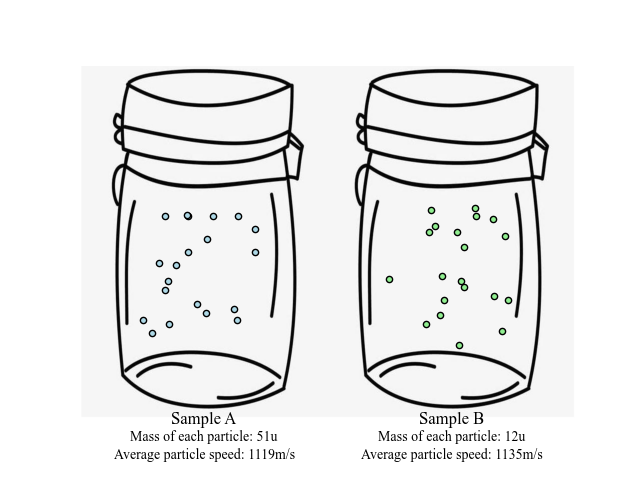 Sample A
Mass of each particle: 51u
Average particle speed: 1119m/s
Sample B
Mass of each particle: 12u
Average particle speed: 1135m/s